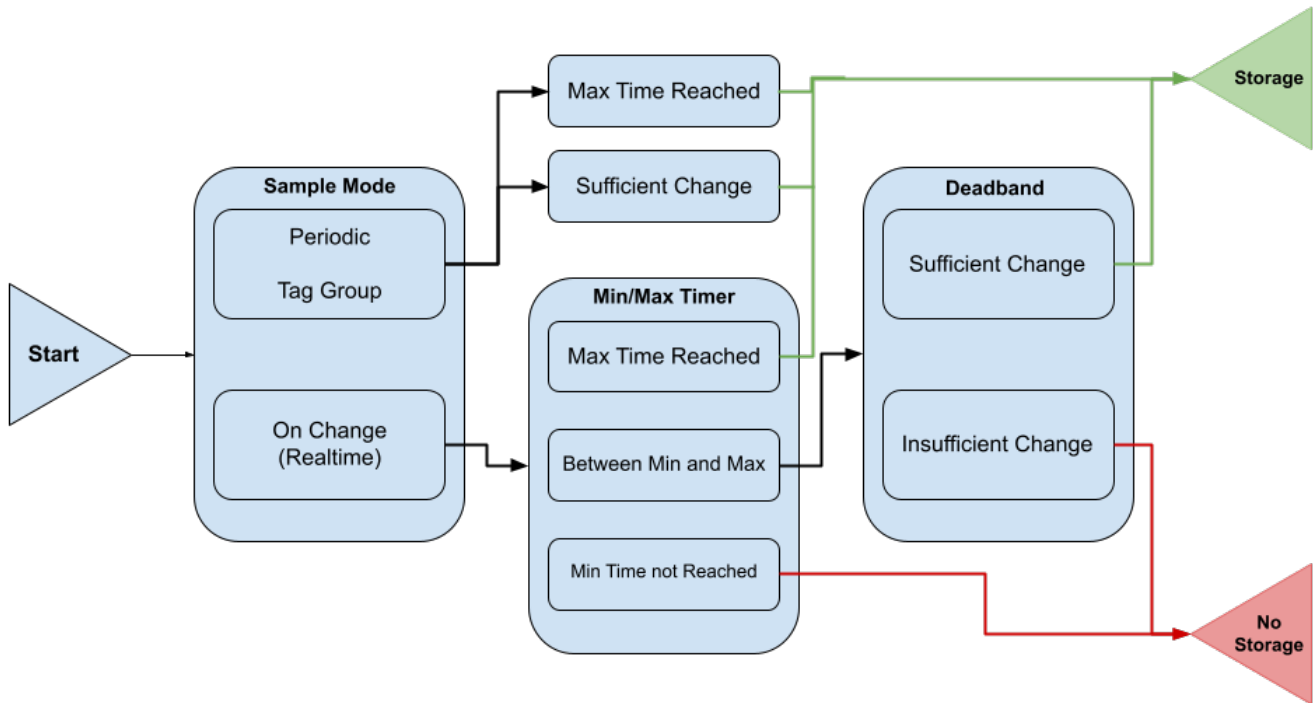 Start
Sample Mode
Periodic
Tag Group
On Change
(Realtime)
Max Time Reached
Sufficient Change
Min/Max Timer
Max Time Reached
Between Min and Max
Min Time not Reached
Deadband
Sufficient Change
Insufficient Change
Storage
No
Storage